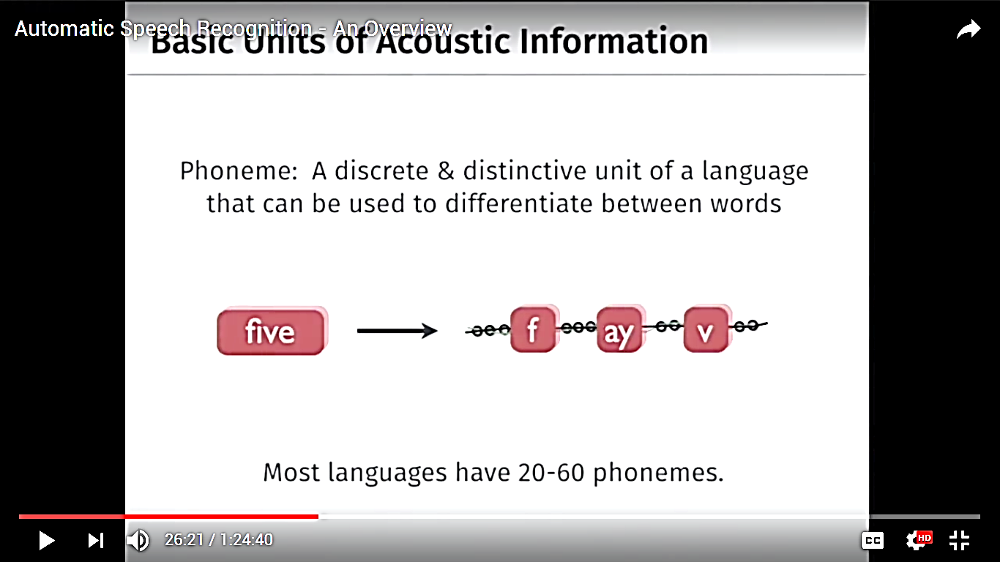 Automatic Speech Recognition - An Overview
Basic Units of Acoustic Information
Phoneme: A discrete & distinctive unit of a language
that can be used to differentiate between words
five f ay v
Most languages have 20-60 phonemes.
26:21 / 1:24:40 CC HD